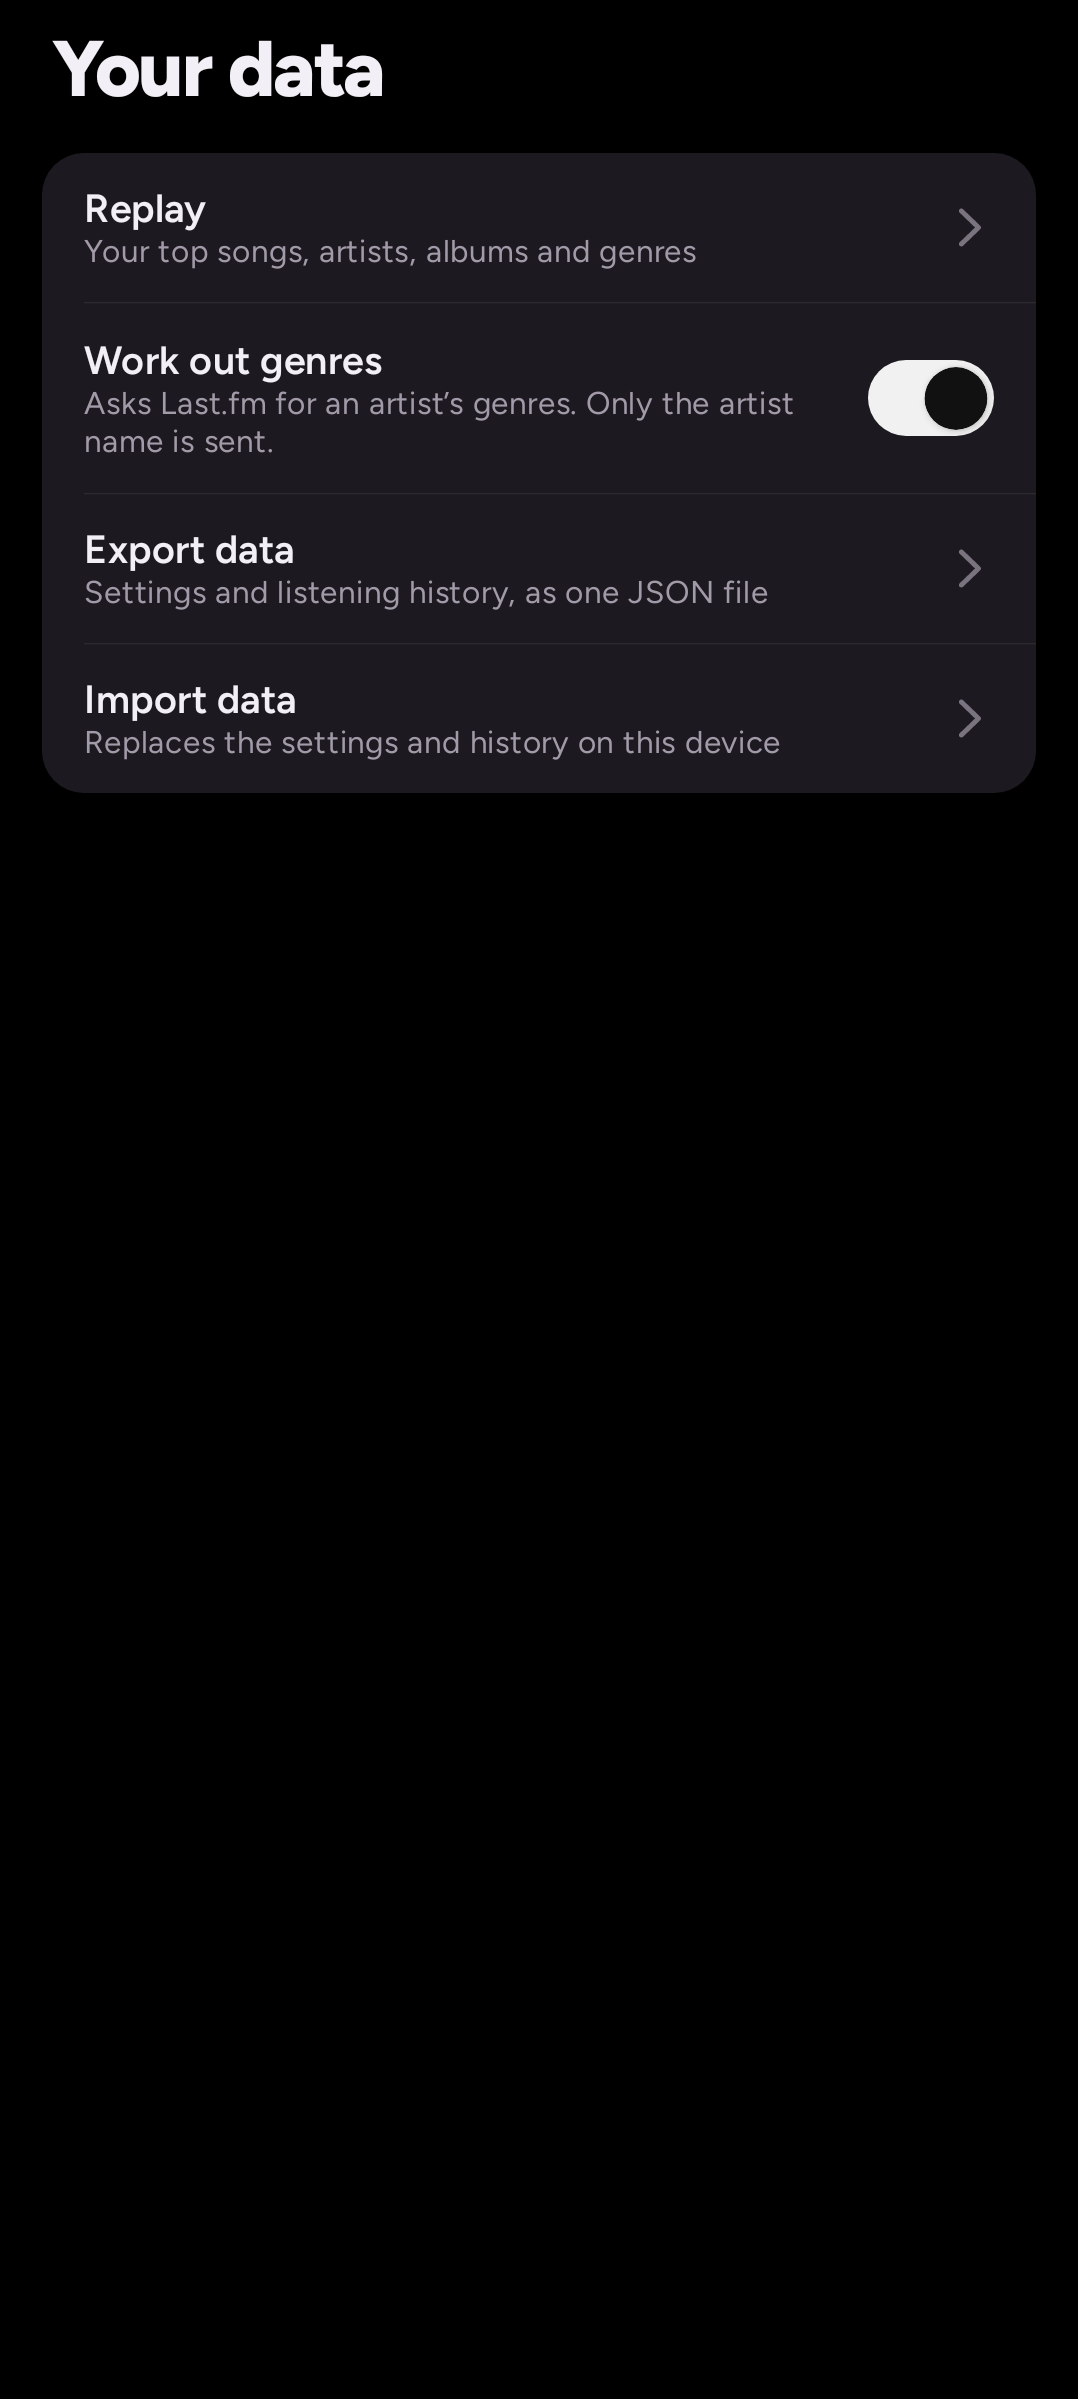 Your data
Replay
Your top songs, artists, albums and genres
Work out genres
Asks Last.fm for an artist’s genres. Only the artist
name is sent.
Export data
Settings and listening history, as one JSON file
Import data
Replaces the settings and history on this device